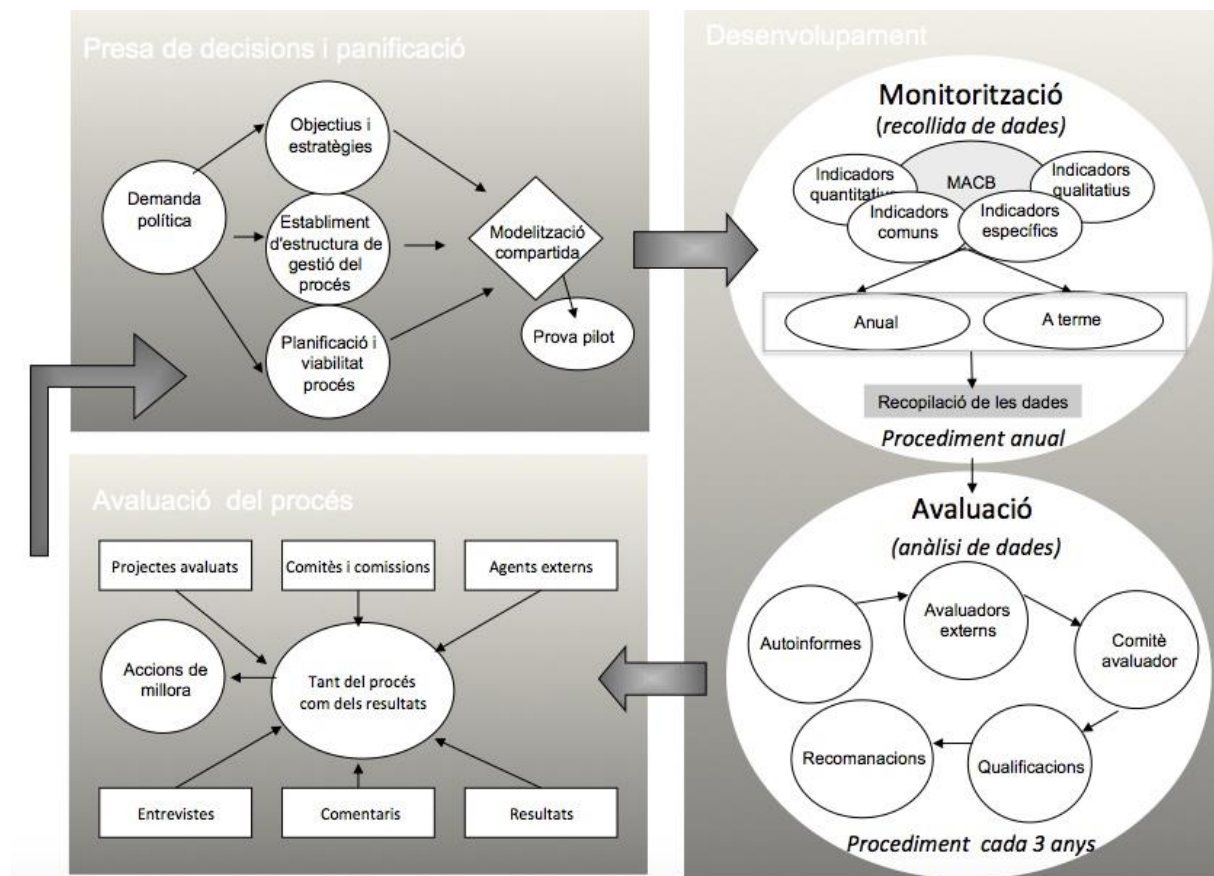 Presa de decisions i panificació
Objectius i
estratègies
Demanda
política
Establiment
d'estructura de
gestió del
procés
Modelització
compartida
Planificació i
viabilitat
procés
Prova pilot
Desenvolupament
Monitorització
(recollida de dades)
Indicadors
quantitatius
MACB
Indicadors
qualitatius
Indicadors
comuns
Indicadors
específics
Anual
A terme
Recopilació de les dades
Procediment anual
Avaluació
(anàlisi de dades)
Autoinformes
Avaluadors
externs
Comitè
avaluador
Recomanacions
Qualificacions
Procediment cada 3 anys
Avaluació del procés
Projectes avaluats
Comitès i comissions
Agents externs
Accions de
millora
Tant del procés
com dels resultats
Entrevistes
Comentaris
Resultats